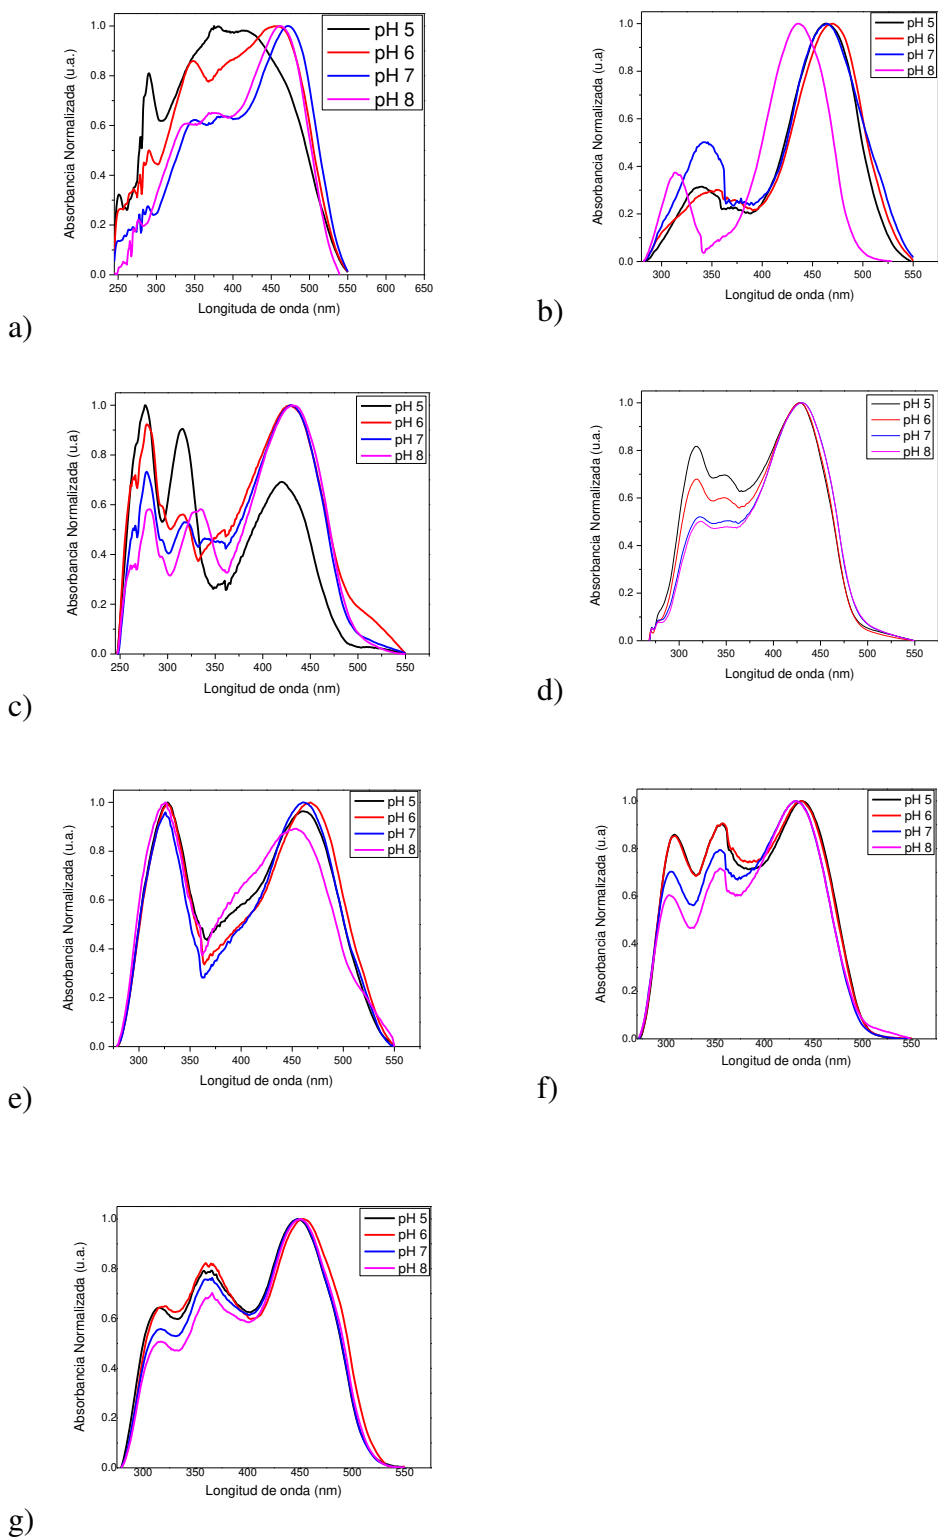 1.0
0.8
0.6
0.4
0.2
0.0
250 300 350 400 450 500 550 600 650
Absorbancia Normalizada (u.a.)
Longituda de onda (nm)
pH 5
pH 6
pH 7
pH 8
a)
1.0
0.8
0.6
0.4
0.2
0.0
300 350 400 450 500 550
Absorbancia Normalizada (u.a)
Longitud de onda (nm)
pH 5
pH 6
pH 7
pH 8
b)
1.0
0.8
0.6
0.4
0.2
0.0
250 300 350 400 450 500 550
Absorbancia Normalizada (u.a)
Longitud de onda (nm)
pH 5
pH 6
pH 7
pH 8
c)
1.0
0.8
0.6
0.4
0.2
0.0
300 350 400 450 500 550
Absorbancia Normalizada (u.a.)
Longitud de onda (nm)
pH 5
pH 6
pH 7
pH 8
d)
1.0
0.8
0.6
0.4
0.2
0.0
300 350 400 450 500 550
Absorbancia Normalizada (u.a.)
Longitud de onda (nm)
pH 5
pH 6
pH 7
pH 8
e)
1.0
0.8
0.6
0.4
0.2
0.0
300 350 400 450 500 550
Absorbancia Normalizada (u.a)
Longitud de onda (nm)
pH 5
pH 6
pH 7
pH 8
f)
1.0
0.8
0.6
0.4
0.2
0.0
300 350 400 450 500 550
Absorbancia Normalizada (u.a.)
Longitud de onda (nm)
pH 5
pH 6
pH 7
pH 8
g)